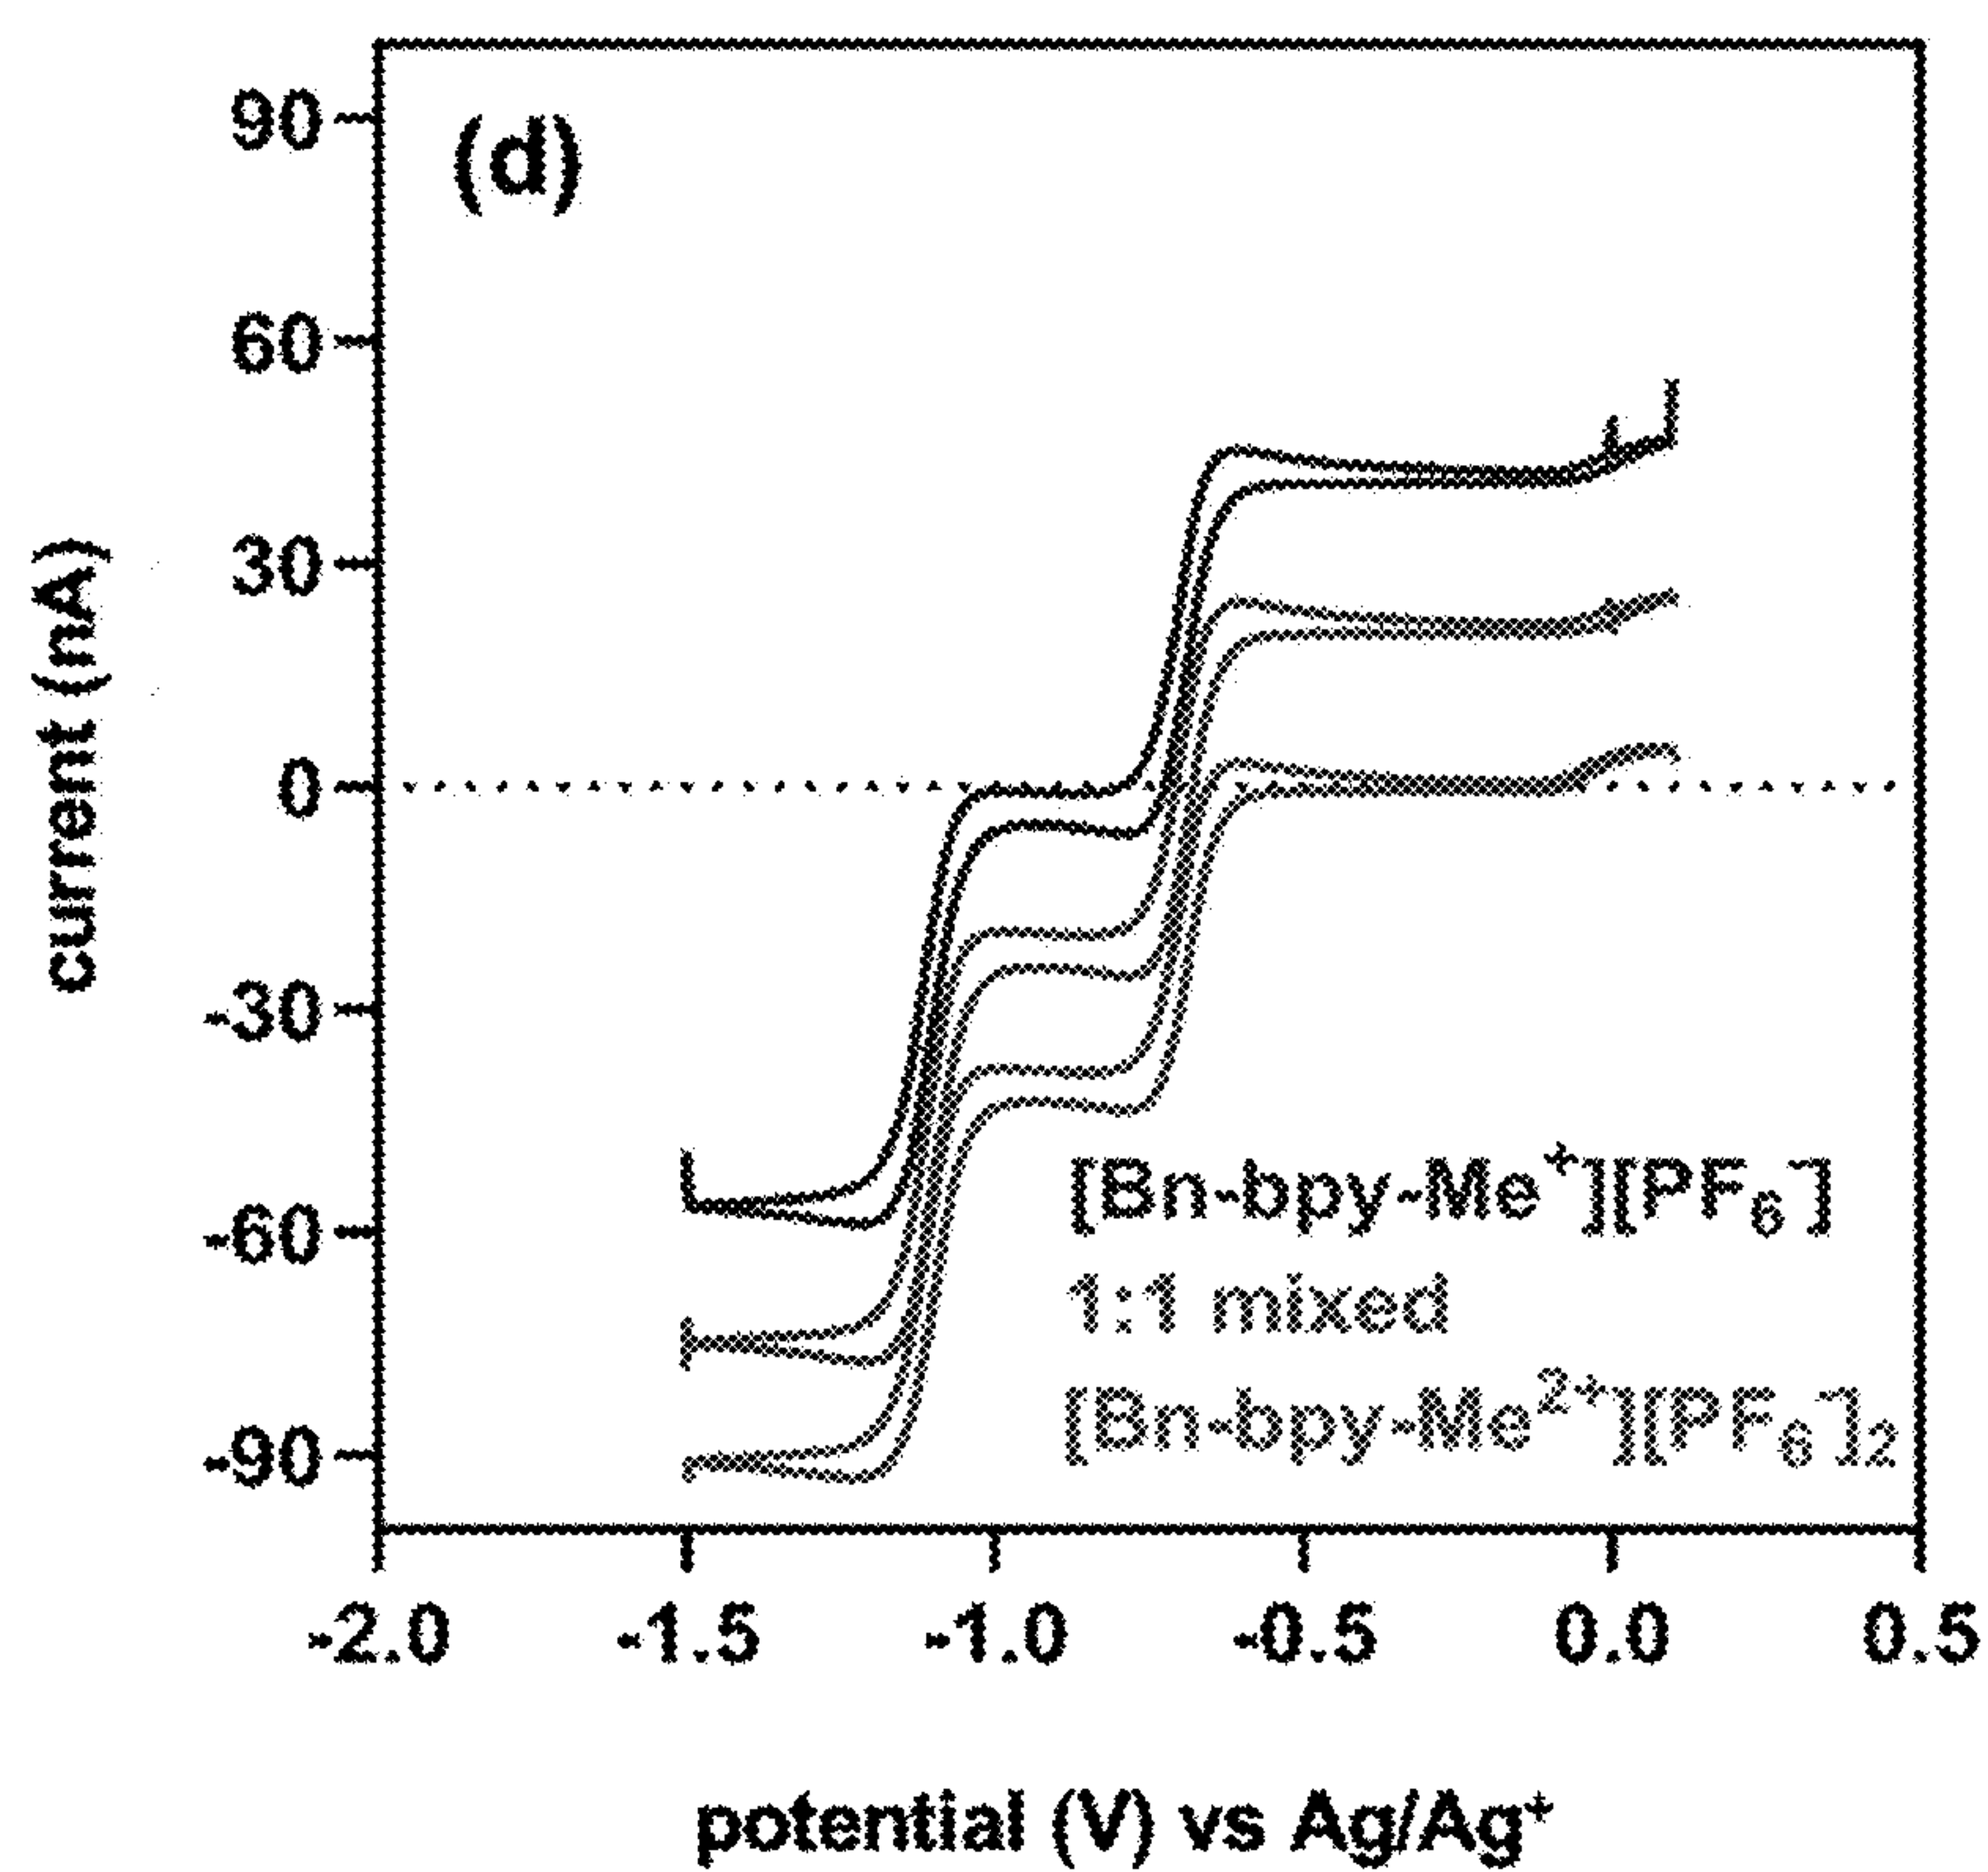 (d)
90
60
30
0
-30
-60
-90
current (nA)
[Bn-bpy-Me⁺][PF₆⁻]
1:1 mixed
[Bn-bpy-Me²⁺][PF₆⁻]₂
-2.0 -1.5 -1.0 -0.5 0.0 0.5
potential (V) vs Ag/Ag⁺